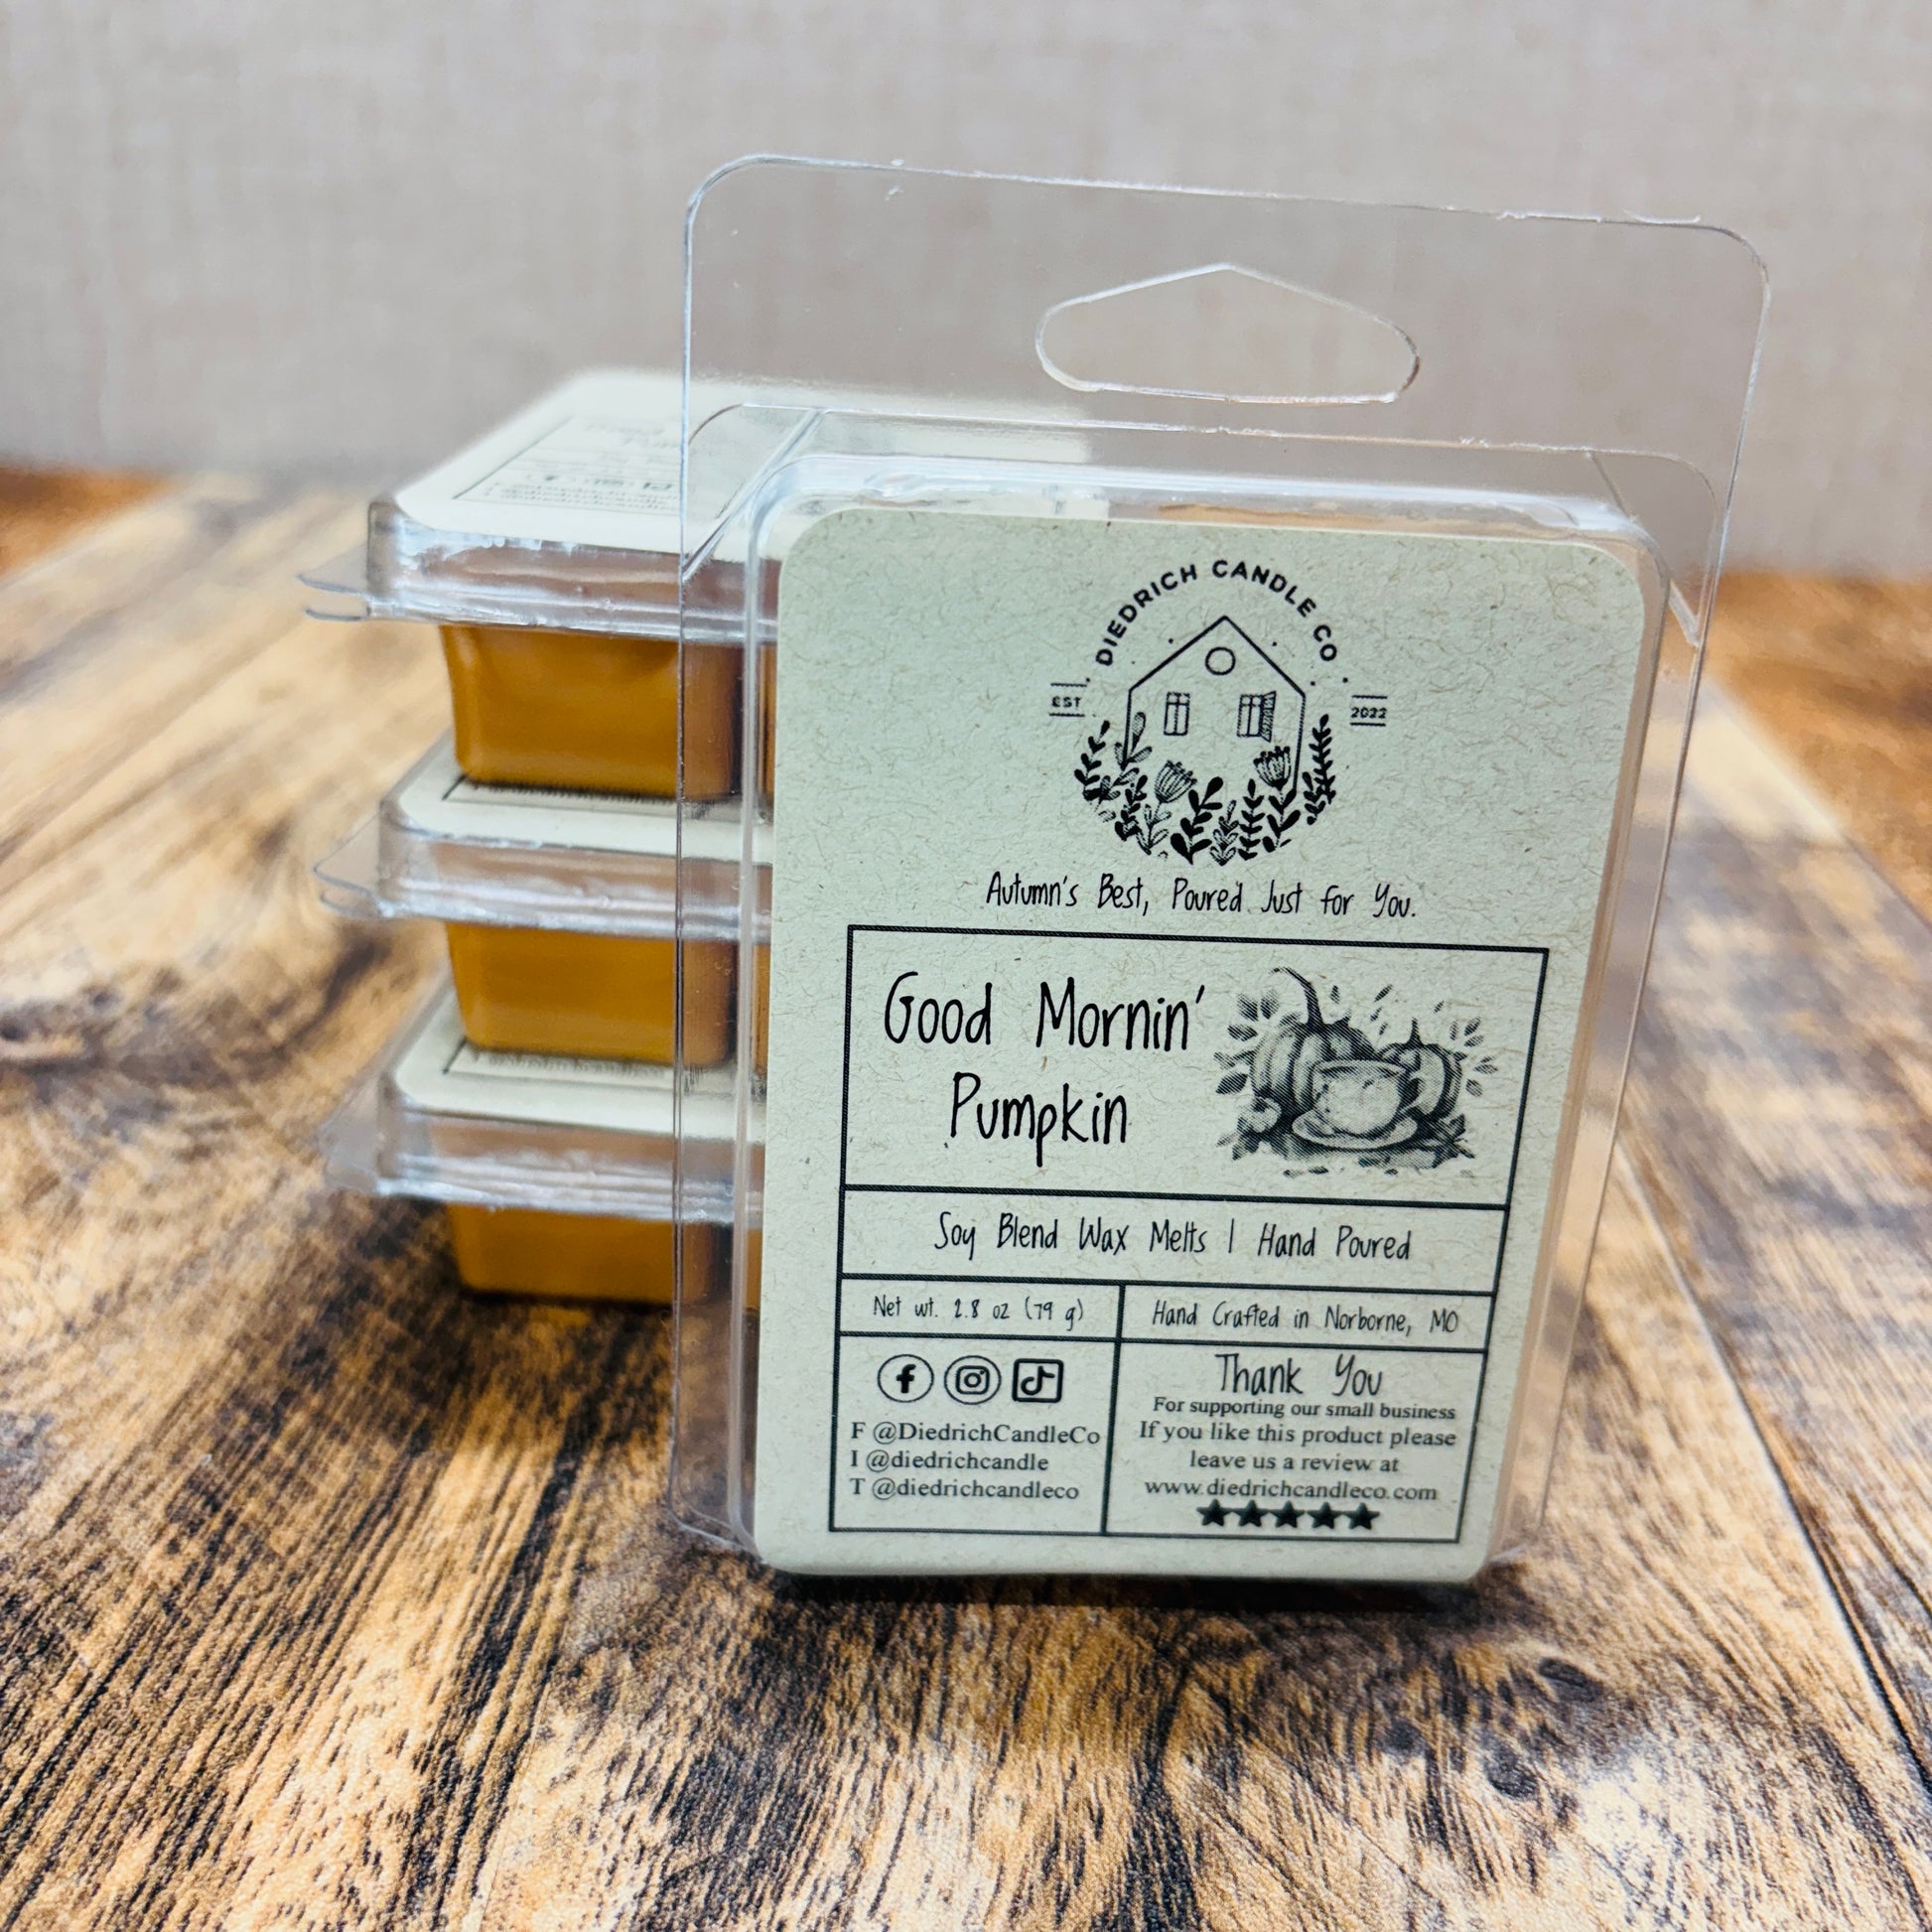 DIEDRICH CANDLE CO
EST 2022
Autumn's Best, Poured Just for You.
Good Mornin'
Pumpkin
Soy Blend Wax Melts | Hand Poured
Net wt. 2.8 oz (79 g)
Hand Crafted in Norborne, MO
F @DiedrichCandleCo
I @diedrichcandle
T @diedrichcandleco
Thank You
For supporting our small business
If you like this product please
leave us a review at
www.diedrichcandleco.com